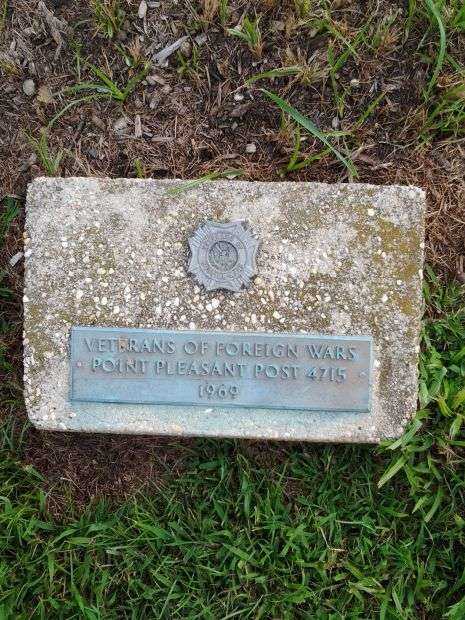 VETERANS OF FOREIGN WARS
POINT PLEASANT POST 4715
1969